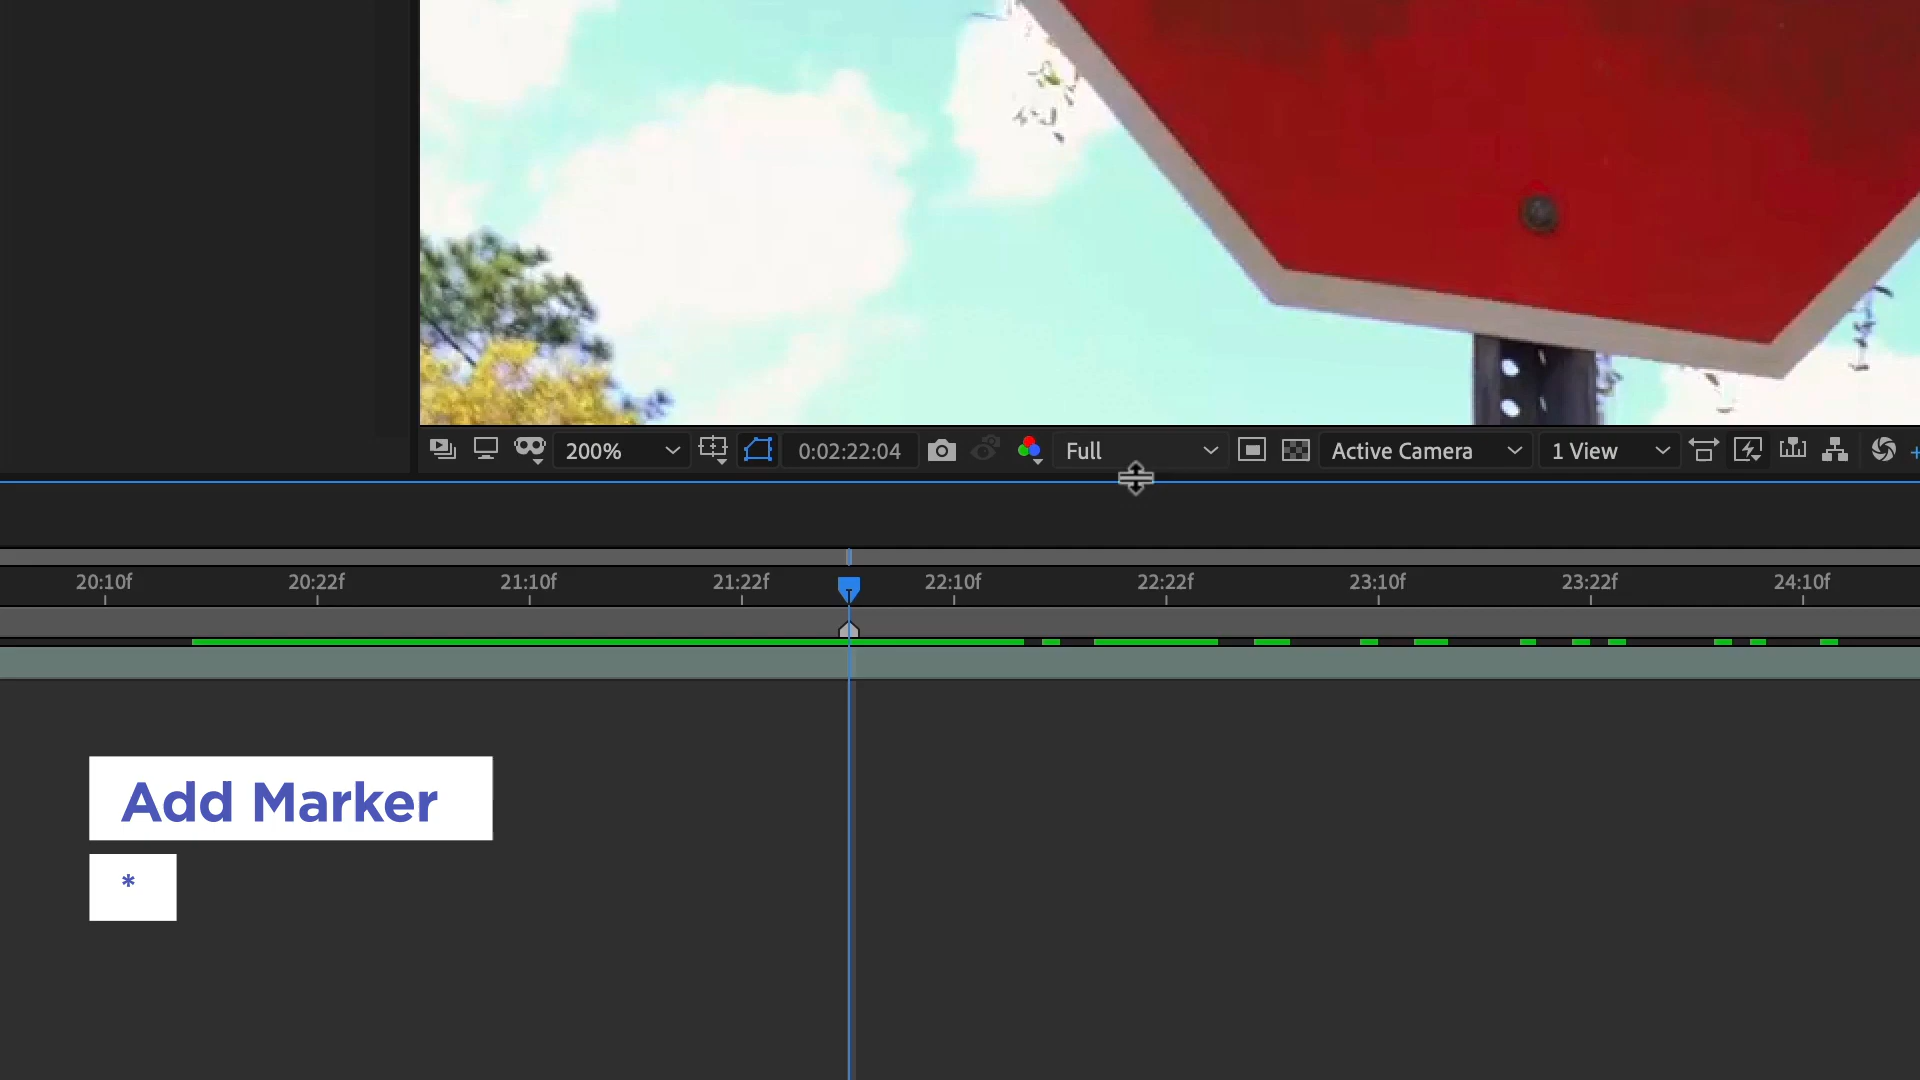 200%
0:02:22:04
Full
Active Camera
1 View
20:10f
20:22f
21:10f
21:22f
22:10f
22:22f
23:10f
23:22f
24:10f
Add Marker
*